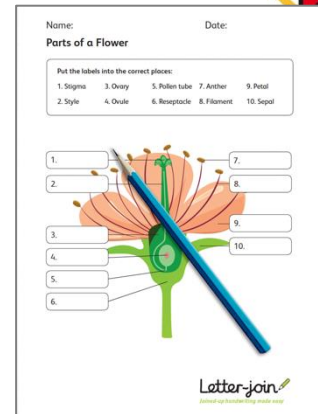 Name: Date:
Parts of a Flower
Put the labels into the correct places:
1. Stigma 3. Ovary 5. Pollen tube 7. Anther 9. Petal
2. Style 4. Ovule 6. Reseptacle 8. Filament 10. Sepal
1. 7.
2. 8.
9.
3.
10.
4.
5.
6.
Letter-join
Joined-up handwriting made easy